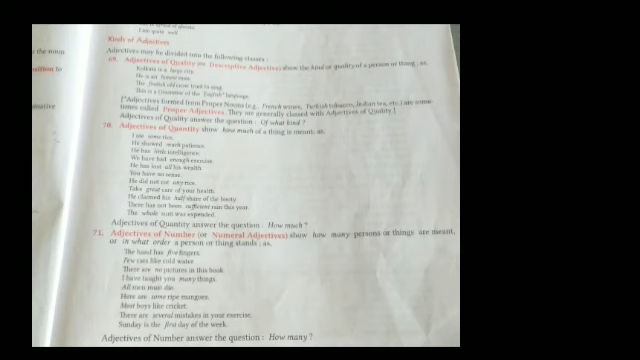 I am quite well.
Kinds of Adjectives
Adjectives may be divided into the following classes :
69. Adjectives of Quality (or Descriptive Adjective) show the kind or quality of a person or thing ; as,
Kolkata is a large city.
He is an honest man.
The foolish old crow tried to sing.
This is a Grammar of the English* language.
[*Adjectives formed from Proper Nouns (e.g., French wines, Turkish tobacco, Indian tea, etc.) are some
times called Proper Adjectives. They are generally classed with Adjectives of Quality.]
Adjectives of Quality answer the question : Of what kind ?
70. Adjectives of Quantity show how much of a thing is meant; as,
I ate some rice.
He showed much patience.
He has little intelligence.
We have had enough exercise.
He has lost all his wealth.
You have no sense.
He did not eat any rice.
Take great care of your health.
He claimed his half share of the booty.
There has not been sufficient rain this year.
The whole sum was expended.
Adjectives of Quantity answer the question : How much ?
71. Adjectives of Number (or Numeral Adjectives) show how many persons or things are meant,
or in what order a person or thing stands ; as,
The hand has five fingers.
Few cats like cold water.
There are no pictures in this book.
I have taught you many things.
All men must die.
Here are some ripe mangoes.
Most boys like cricket.
There are several mistakes in your exercise.
Sunday is the first day of the week.
Adjectives of Number answer the question : How many ?